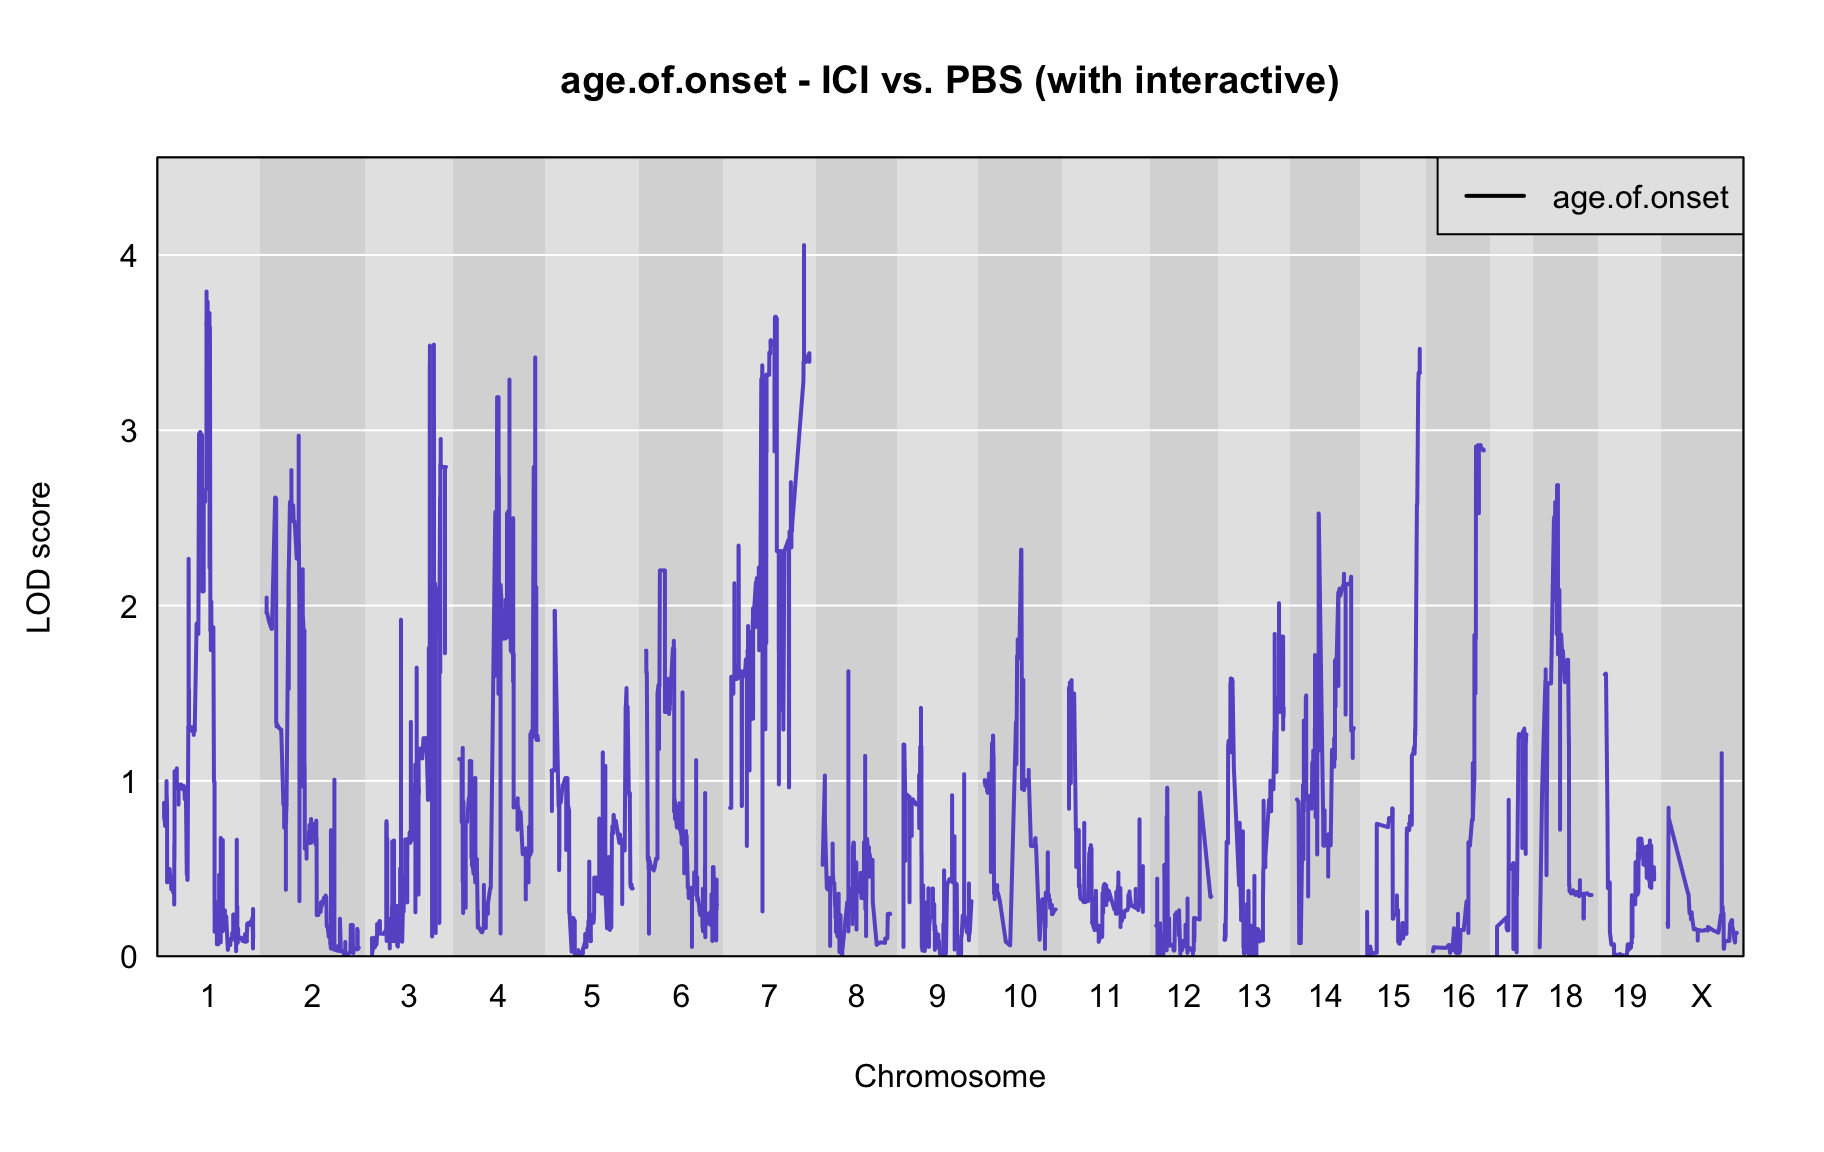 age.of.onset - ICI vs. PBS (with interactive)
age.of.onset
4
3
2
1
0
LOD score
1 2 3 4 5 6 7 8 9 10 11 12 13 14 15 16 17 18 19 X
Chromosome